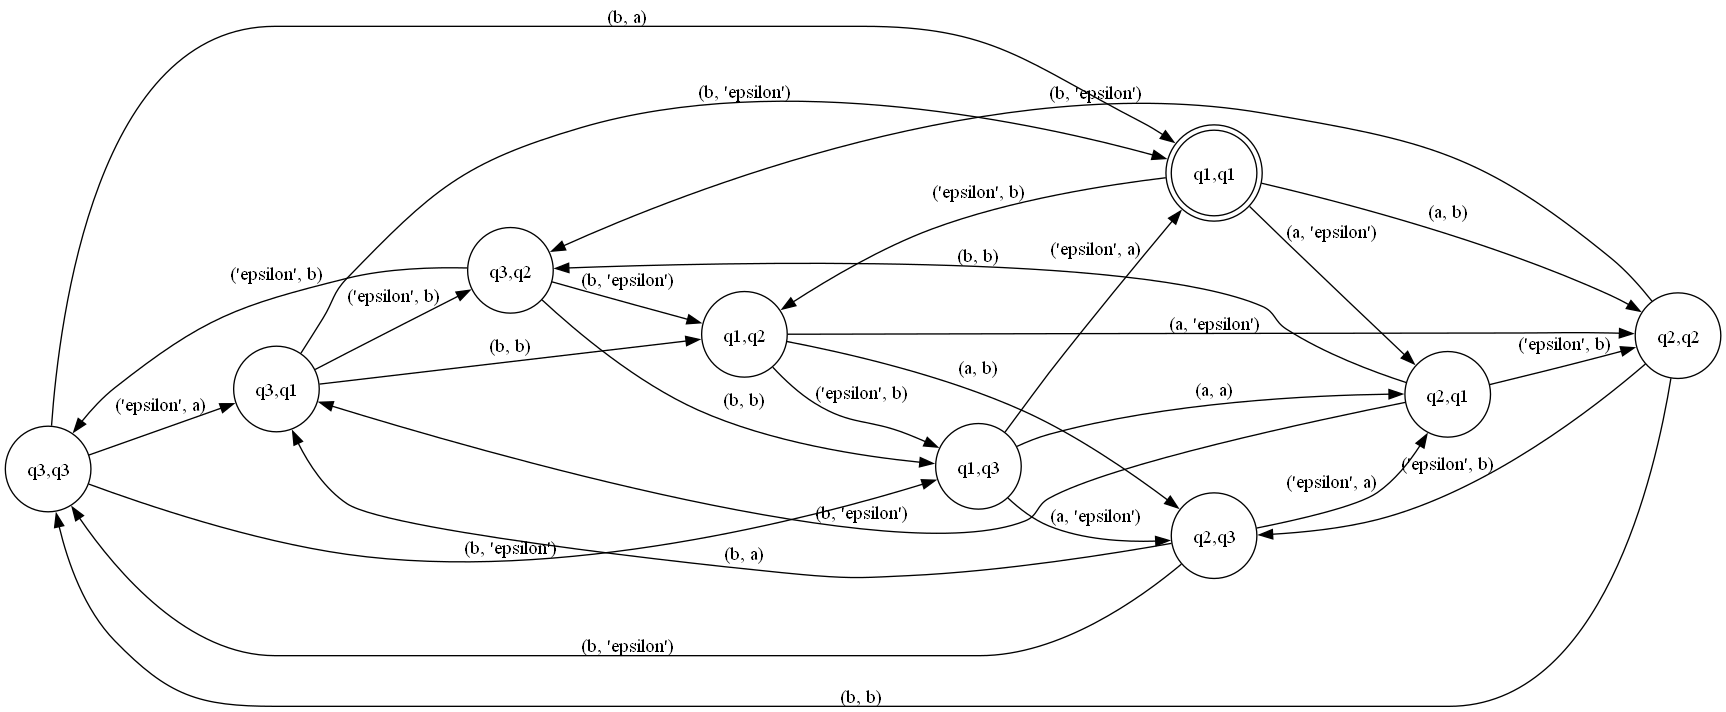 (b, a)
(b, 'epsilon')
(b, 'epsilon')
q1,q1
('epsilon', b)
(a, b)
(a, 'epsilon')
('epsilon', a)
(b, b)
q3,q2
('epsilon', b)
(b, 'epsilon')
('epsilon', b)
(a, 'epsilon')
q1,q2
q2,q2
(b, b)
('epsilon', b)
(a, b)
q3,q1
('epsilon', b)
(a, a)
q2,q1
(b, b)
('epsilon', a)
q3,q3
q1,q3
('epsilon', b)
('epsilon', a)
(b, 'epsilon')
(a, 'epsilon')
q2,q3
(b, 'epsilon')
(b, a)
(b, 'epsilon')
(b, b)